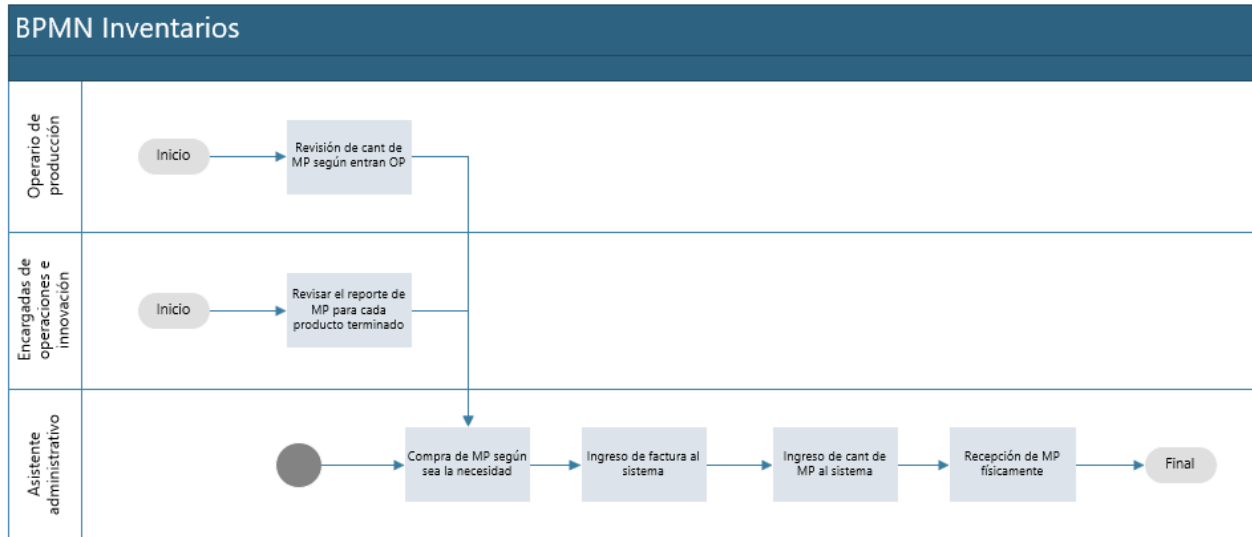 BPMN Inventarios
Operario de
producción
Inicio
Revisión de cant de
MP según entran OP
Encargadas de
operaciones e
innovación
Inicio
Revisar el reporte de
MP para cada
producto terminado
Asistente
administrativo
Compra de MP según
sea la necesidad
Ingreso de factura al
sistema
Ingreso de cant de
MP al sistema
Recepción de MP
físicamente
Final